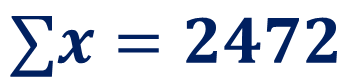 ∑x = 2472